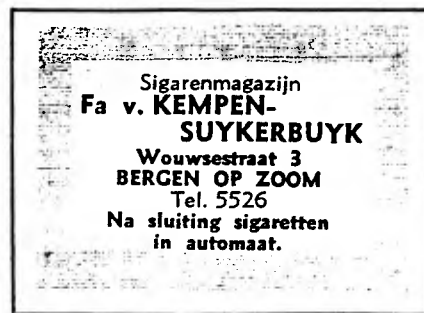 Sigarenmagazijn
Fa v. KEMPEN-
SUYKERBUYK
Wouwsestraat 3
BERGEN OP ZOOM
Tel. 5526
Na sluiting sigaretten
in automaat.